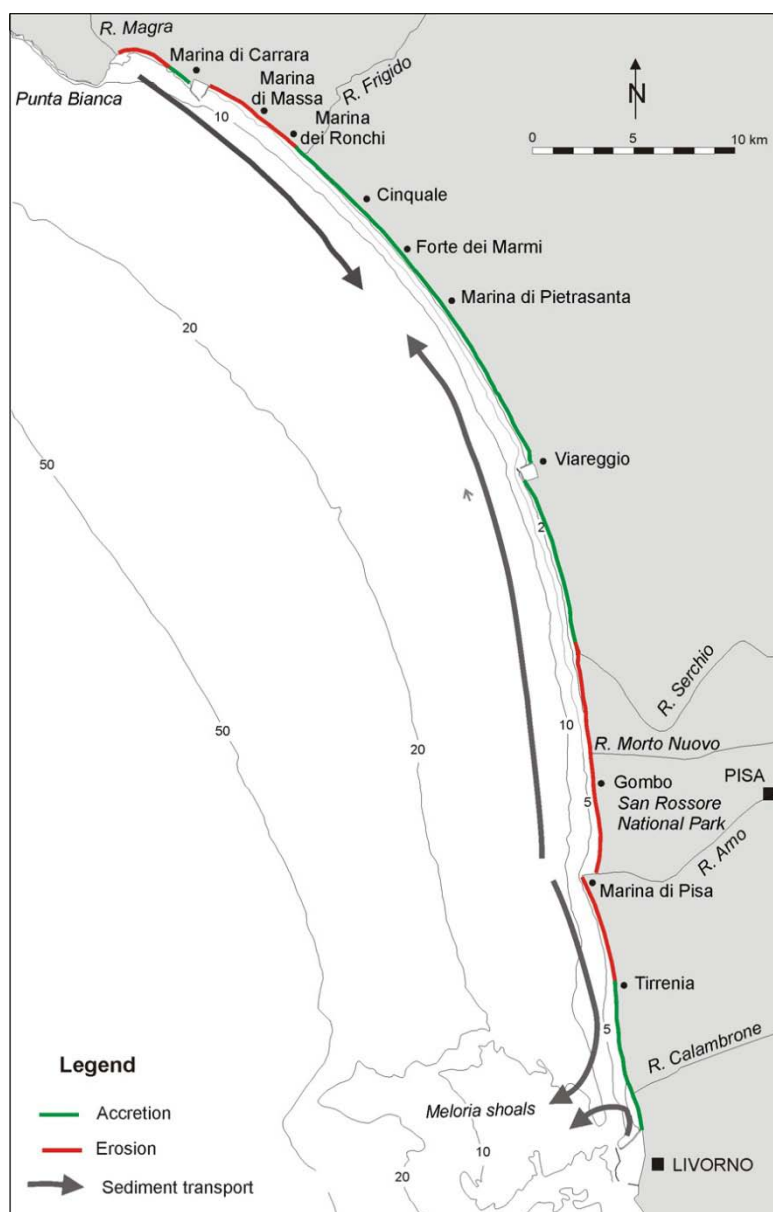 R. Magra
Marina di Carrara
Marina
di Massa
Punta Bianca
R. Frigido
Marina
dei Ronchi
N
0 5 10 km
10
Cinquale
Forte dei Marmi
Marina di Pietrasanta
20
50
Viareggio
2
R. Serchio
50
20
10
R. Morto Nuovo
5
Gombo
PISA
San Rossore
National Park
R. Arno
Marina di Pisa
Tirrenia
5
R. Calambrone
Legend
Accretion
Meloria shoals
Erosion
10
LIVORNO
Sediment transport
20